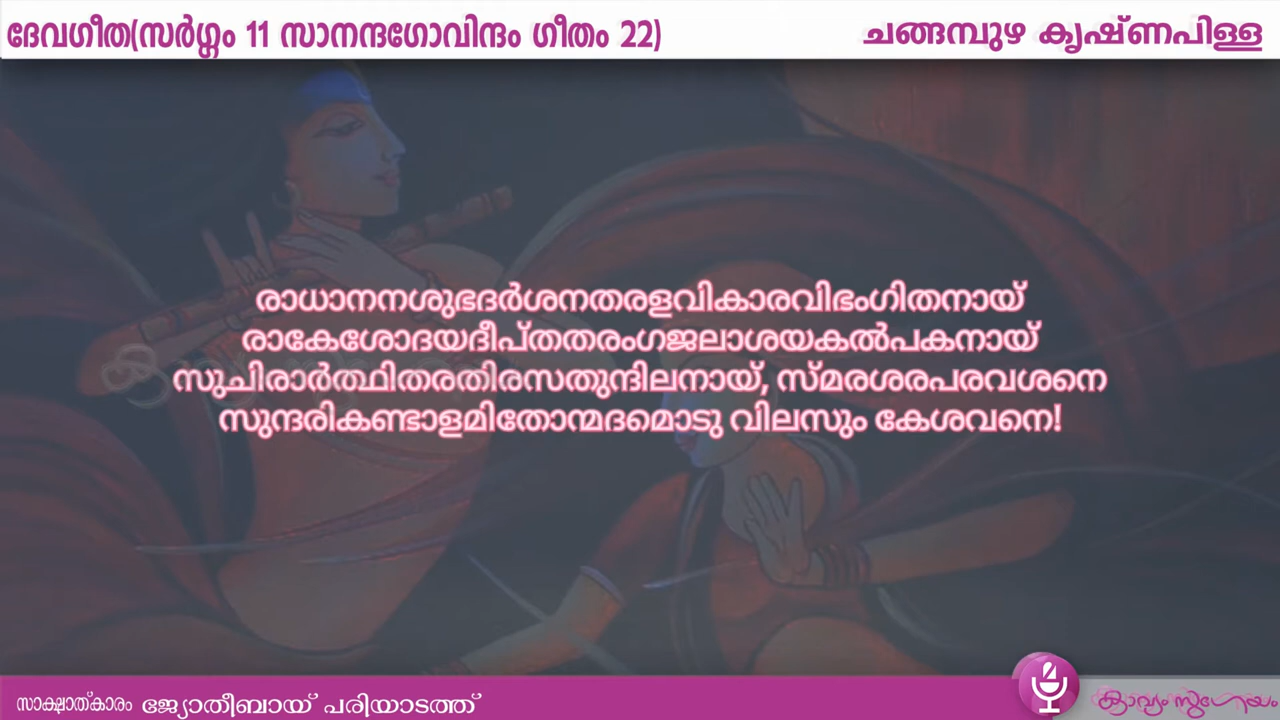 ദേവഗീത(സർഗ്ഗം 11 സാനന്ദഗോവിന്ദം ഗീതം 22)
ചങ്ങമ്പുഴ കൃഷ്ണപിള്ള
രാധാനനശുഭദർശനതരളവികാരവിഭംഗിതനായ്
രാകേശോദയദീപ്തതരംഗജലാശയകൽപകനായ്
സുചിരാർത്ഥിതരതിരസതുന്ദിലനായ്, സ്മരശരപരവശനെ
സുന്ദരികണ്ടാളമിതോന്മദമൊടു വിലസും കേശവനെ!
സാക്ഷാത്കാരം ജ്യോതീബായ് പരിയാടത്ത്
കാവ്യം സുഗേയം